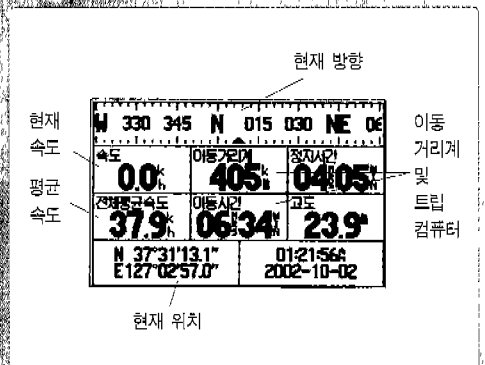 현재 방향
현재
속도
평균
속도
W 330 345 N 015 030 NE 06
속도 이동거리계 정지시간
0.0 k/h 405 04:05
전체평균속도 이동시간 고도
37.9 k/h 06:34 23.9
N 37°31'13.1" 01:21:56A
E127°02'57.0" 2002-10-02
이동
거리계
및
트립
컴퓨터
현재 위치